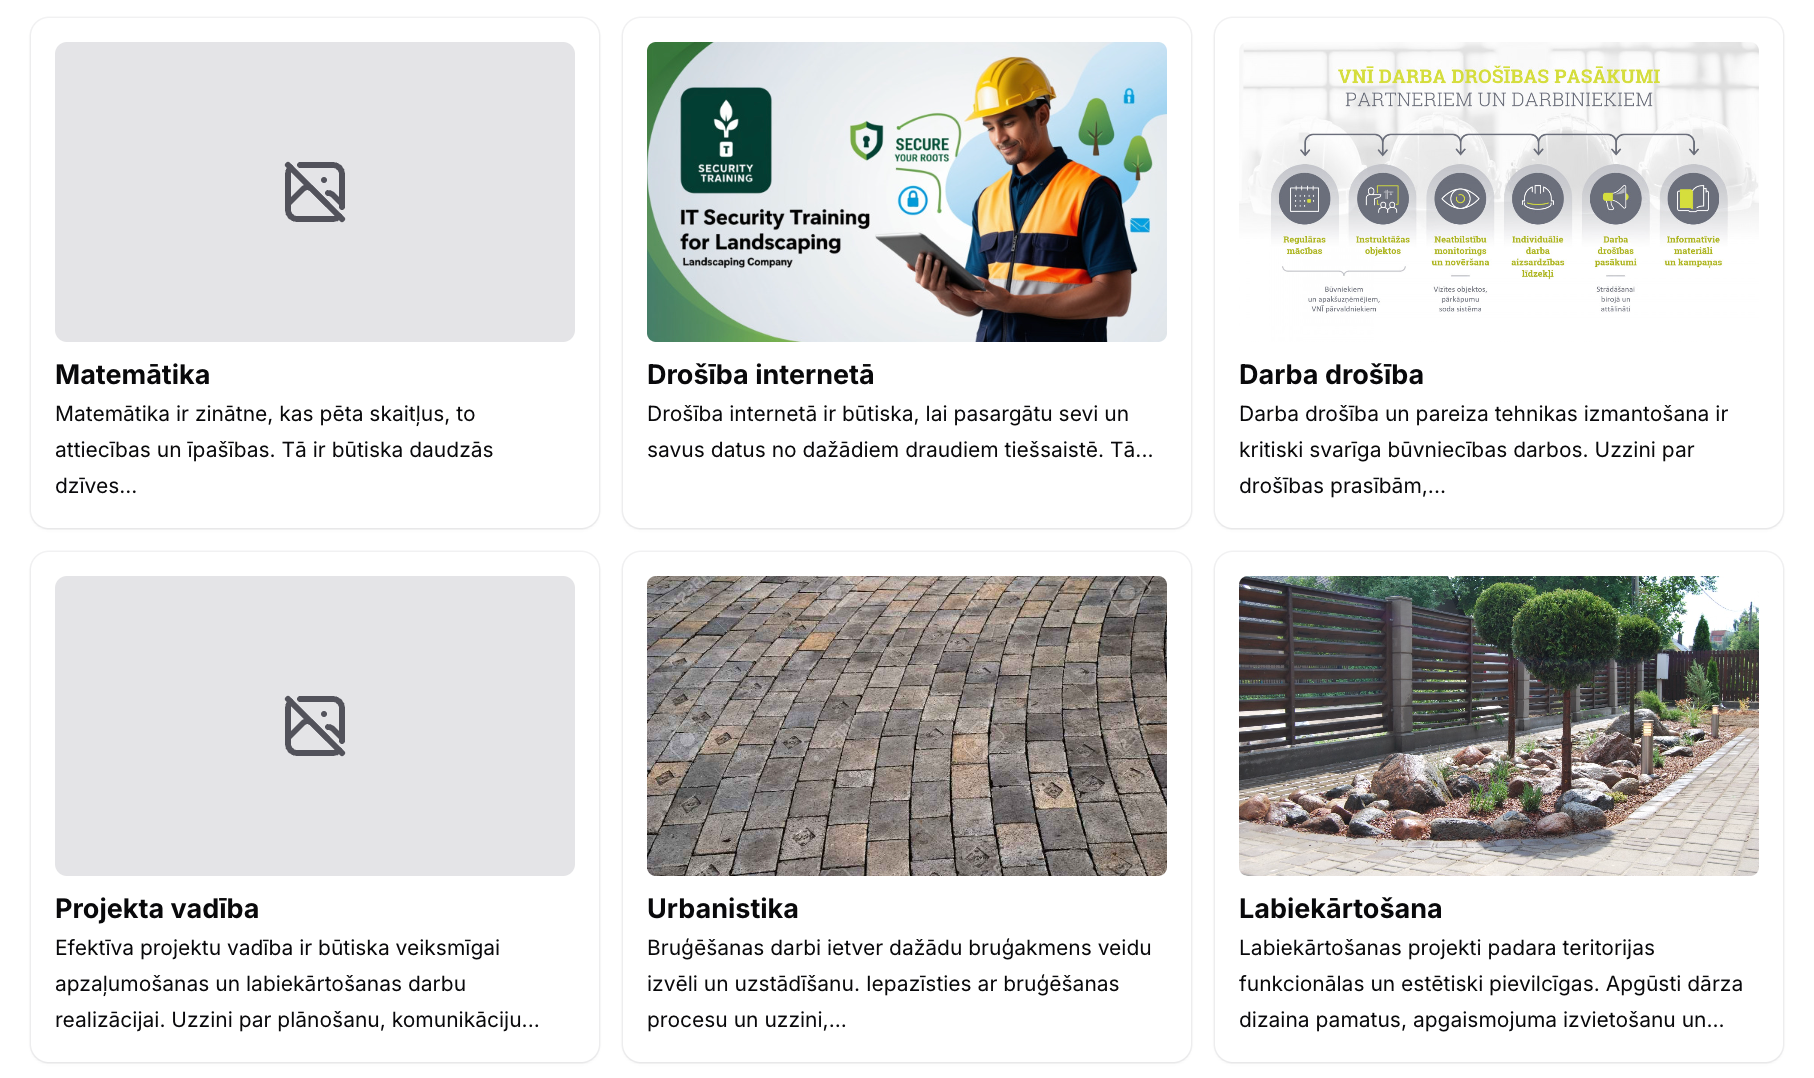 Matemātika
Matemātika ir zinātne, kas pēta skaitļus, to
attiecības un īpašības. Tā ir būtiska daudzās
dzīves...
SECURITY
TRAINING
SECURE
YOUR ROOTS
IT Security Training
for Landscaping
Landscaping Company
Drošība internetā
Drošība internetā ir būtiska, lai pasargātu sevi un
savus datus no dažādiem draudiem tiešsaistē. Tā...
VNĪ DARBA DROŠĪBAS PASĀKUMI
PARTNERIEM UN DARBINIEKIEM
Regulāras
mācības
Instruktāžas
objektos
Neatbilstību
monitorings
un novēršana
Individuālie
darba
aizsardzības
līdzekļi
Darba
drošības
pasākumi
Informatīvie
materiāli
un kampaņas
Būvniekiem
un apakšuzņēmējiem,
VNĪ pārvaldniekiem
Vizītes objektos,
pārkāpumu
soda sistēma
Strādāšanai
birojā un
attālināti
Darba drošība
Darba drošība un pareiza tehnikas izmantošana ir
kritiski svarīga būvniecības darbos. Uzzini par
drošības prasībām,...
Projekta vadība
Efektīva projektu vadība ir būtiska veiksmīgai
apzaļumošanas un labiekārtošanas darbu
realizācijai. Uzzini par plānošanu, komunikāciju...
Urbanistika
Bruģēšanas darbi ietver dažādu bruģakmens veidu
izvēli un uzstādīšanu. Iepazīsties ar bruģēšanas
procesu un uzzini,...
Labiekārtošana
Labiekārtošanas projekti padara teritorijas
funkcionālas un estētiski pievilcīgas. Apgūsti dārza
dizaina pamatus, apgaismojuma izvietošanu un...